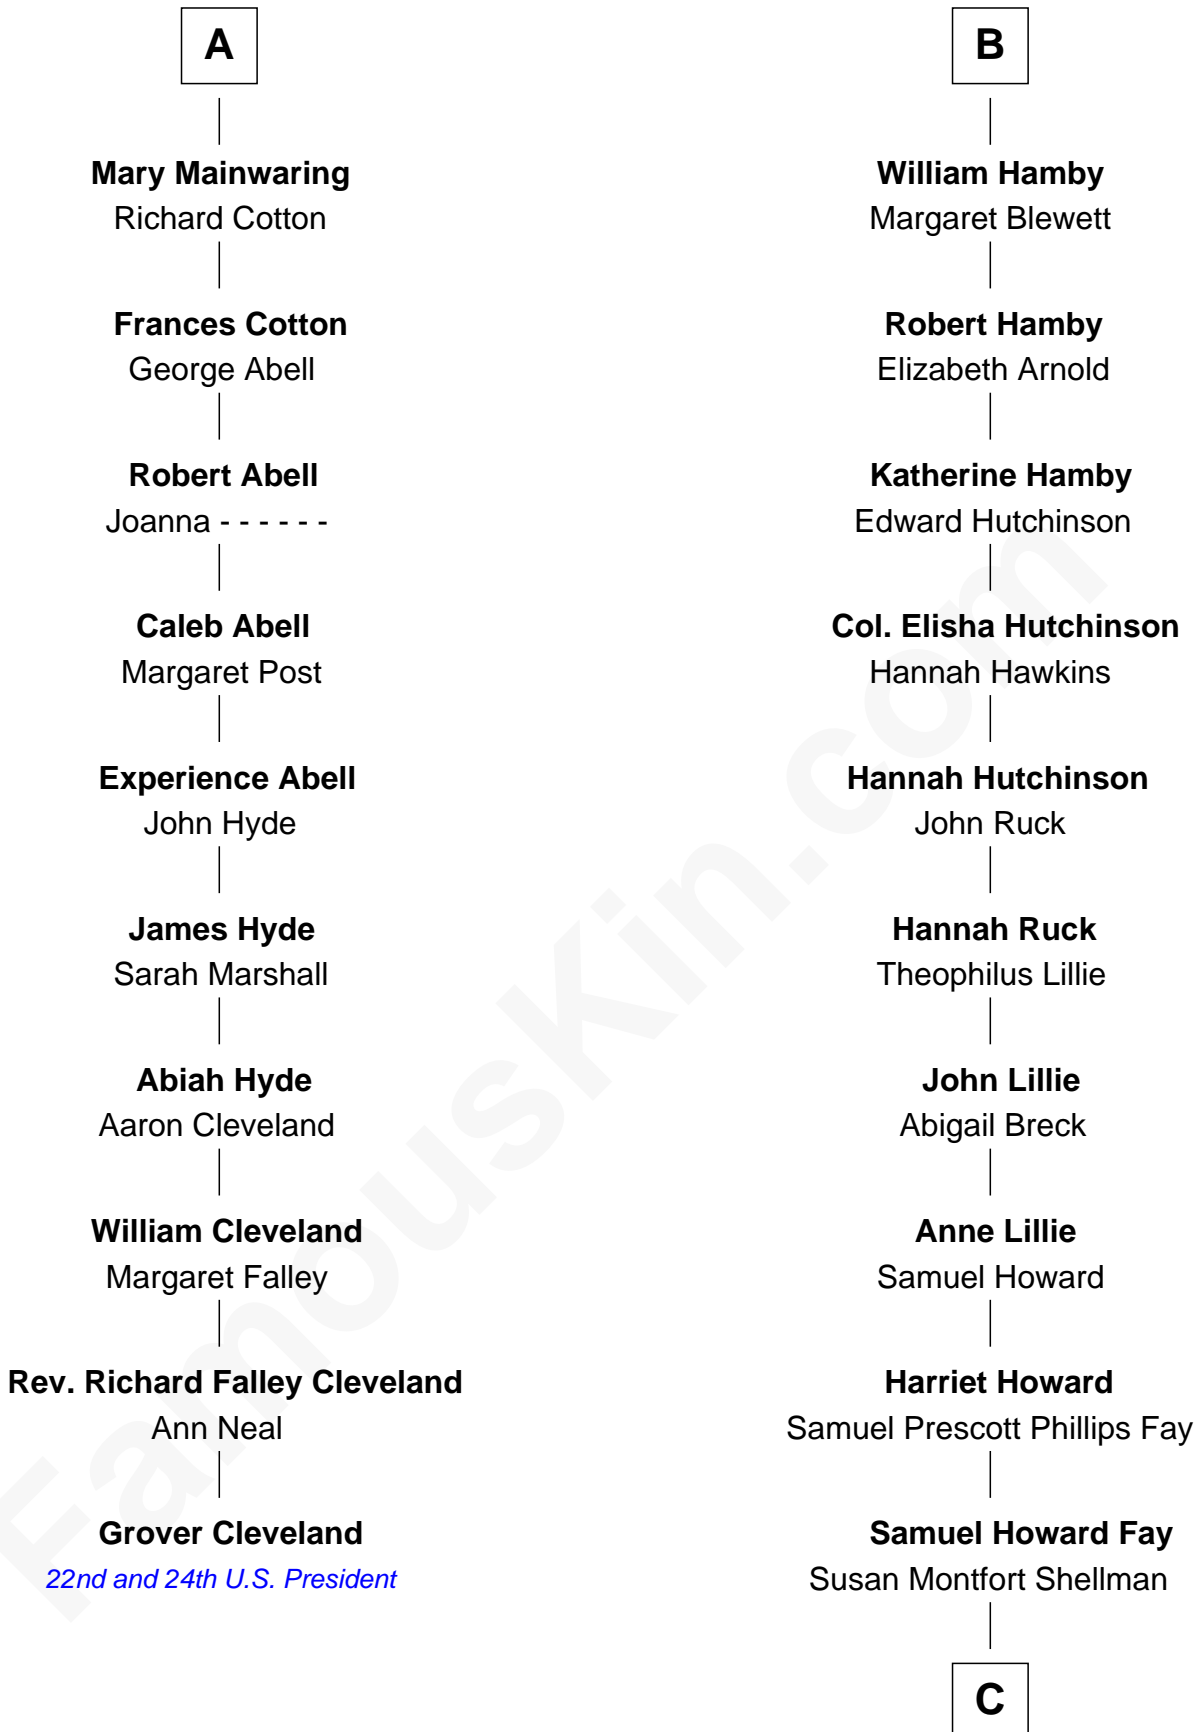 A
Mary Mainwaring
Richard Cotton
Frances Cotton
George Abell
Robert Abell
Joanna - - - - - -
Caleb Abell
Margaret Post
Experience Abell
John Hyde
James Hyde
Sarah Marshall
Abiah Hyde
Aaron Cleveland
William Cleveland
Margaret Falley
Rev. Richard Falley Cleveland
Ann Neal
Grover Cleveland
22nd and 24th U.S. President
B
William Hamby
Margaret Blewett
Robert Hamby
Elizabeth Arnold
Katherine Hamby
Edward Hutchinson
Col. Elisha Hutchinson
Hannah Hawkins
Hannah Hutchinson
John Ruck
Hannah Ruck
Theophilus Lillie
John Lillie
Abigail Breck
Anne Lillie
Samuel Howard
Harriet Howard
Samuel Prescott Phillips Fay
Samuel Howard Fay
Susan Montfort Shellman
C
FamousKin.com